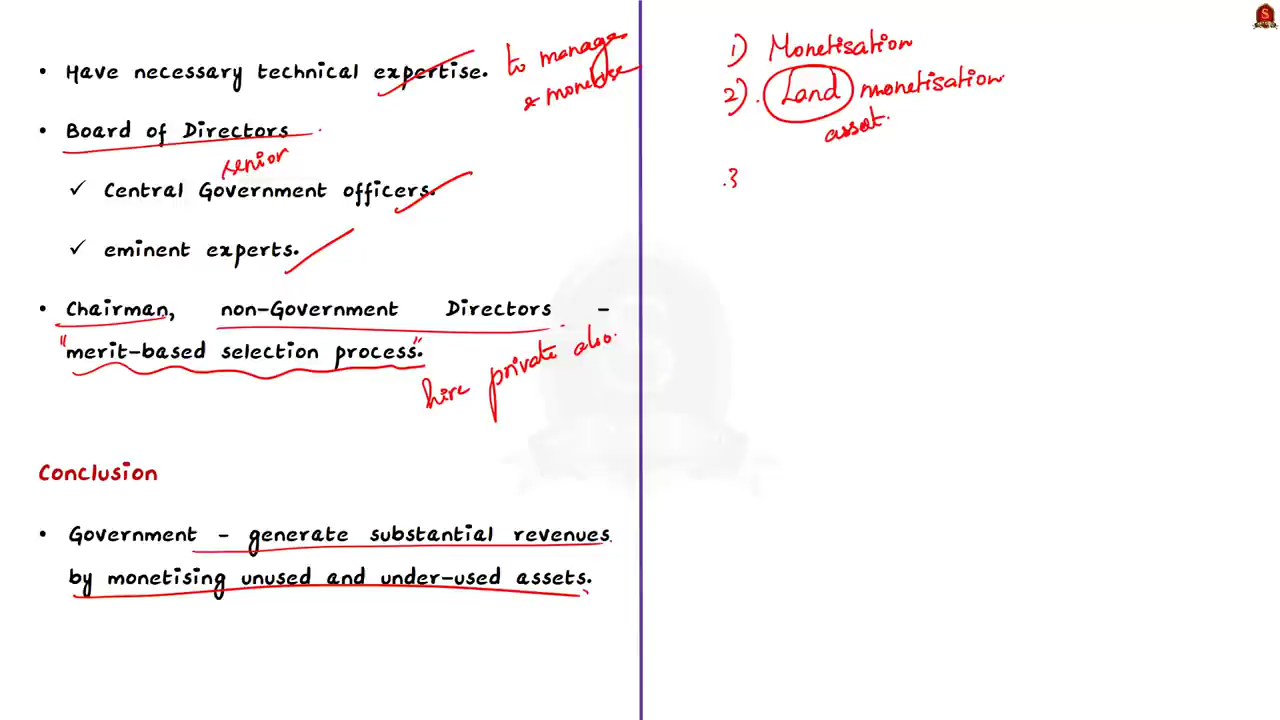 • Have necessary technical expertise. to manage
& monetise
• Board of Directors
senior
✓ Central Government officers.
✓ eminent experts.
• Chairman, non-Government Directors -
"merit-based selection process."
hire private also.
Conclusion
• Government - generate substantial revenues
by monetising unused and under-used assets.
1) Monetisation
2). Land monetisation
asset.
3